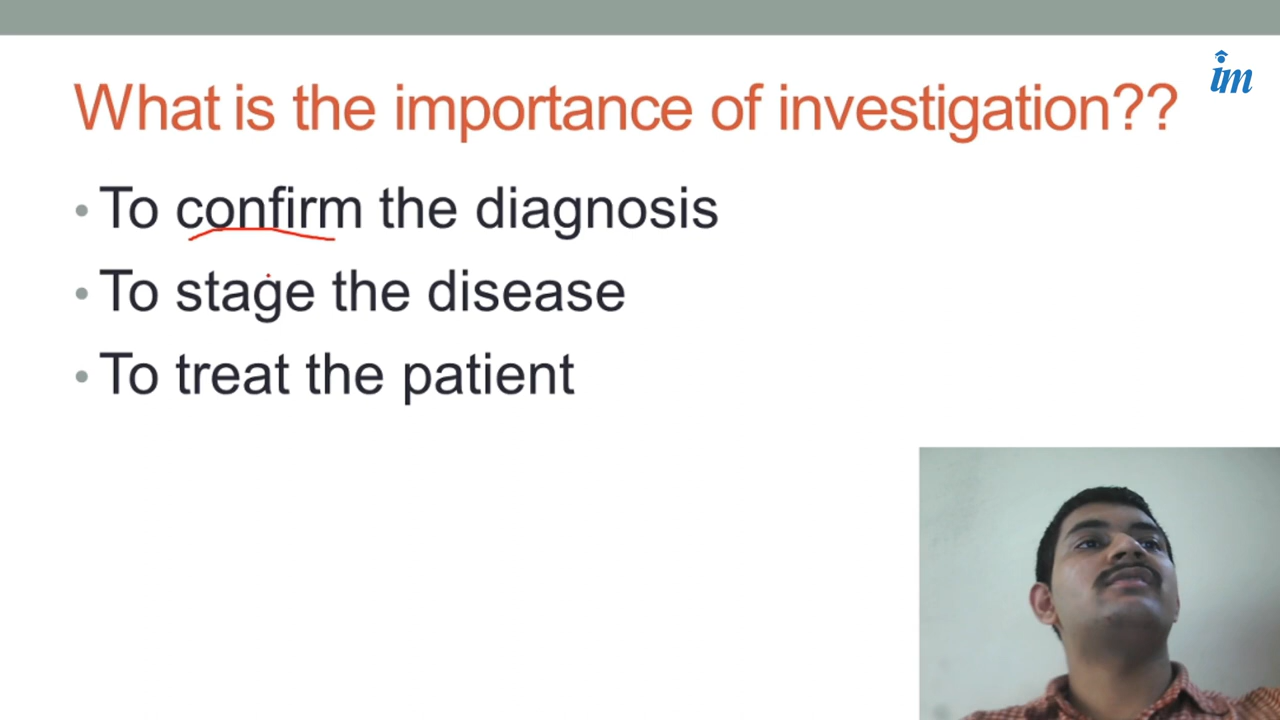 im
What is the importance of investigation??
• To confirm the diagnosis
• To stage the disease
• To treat the patient